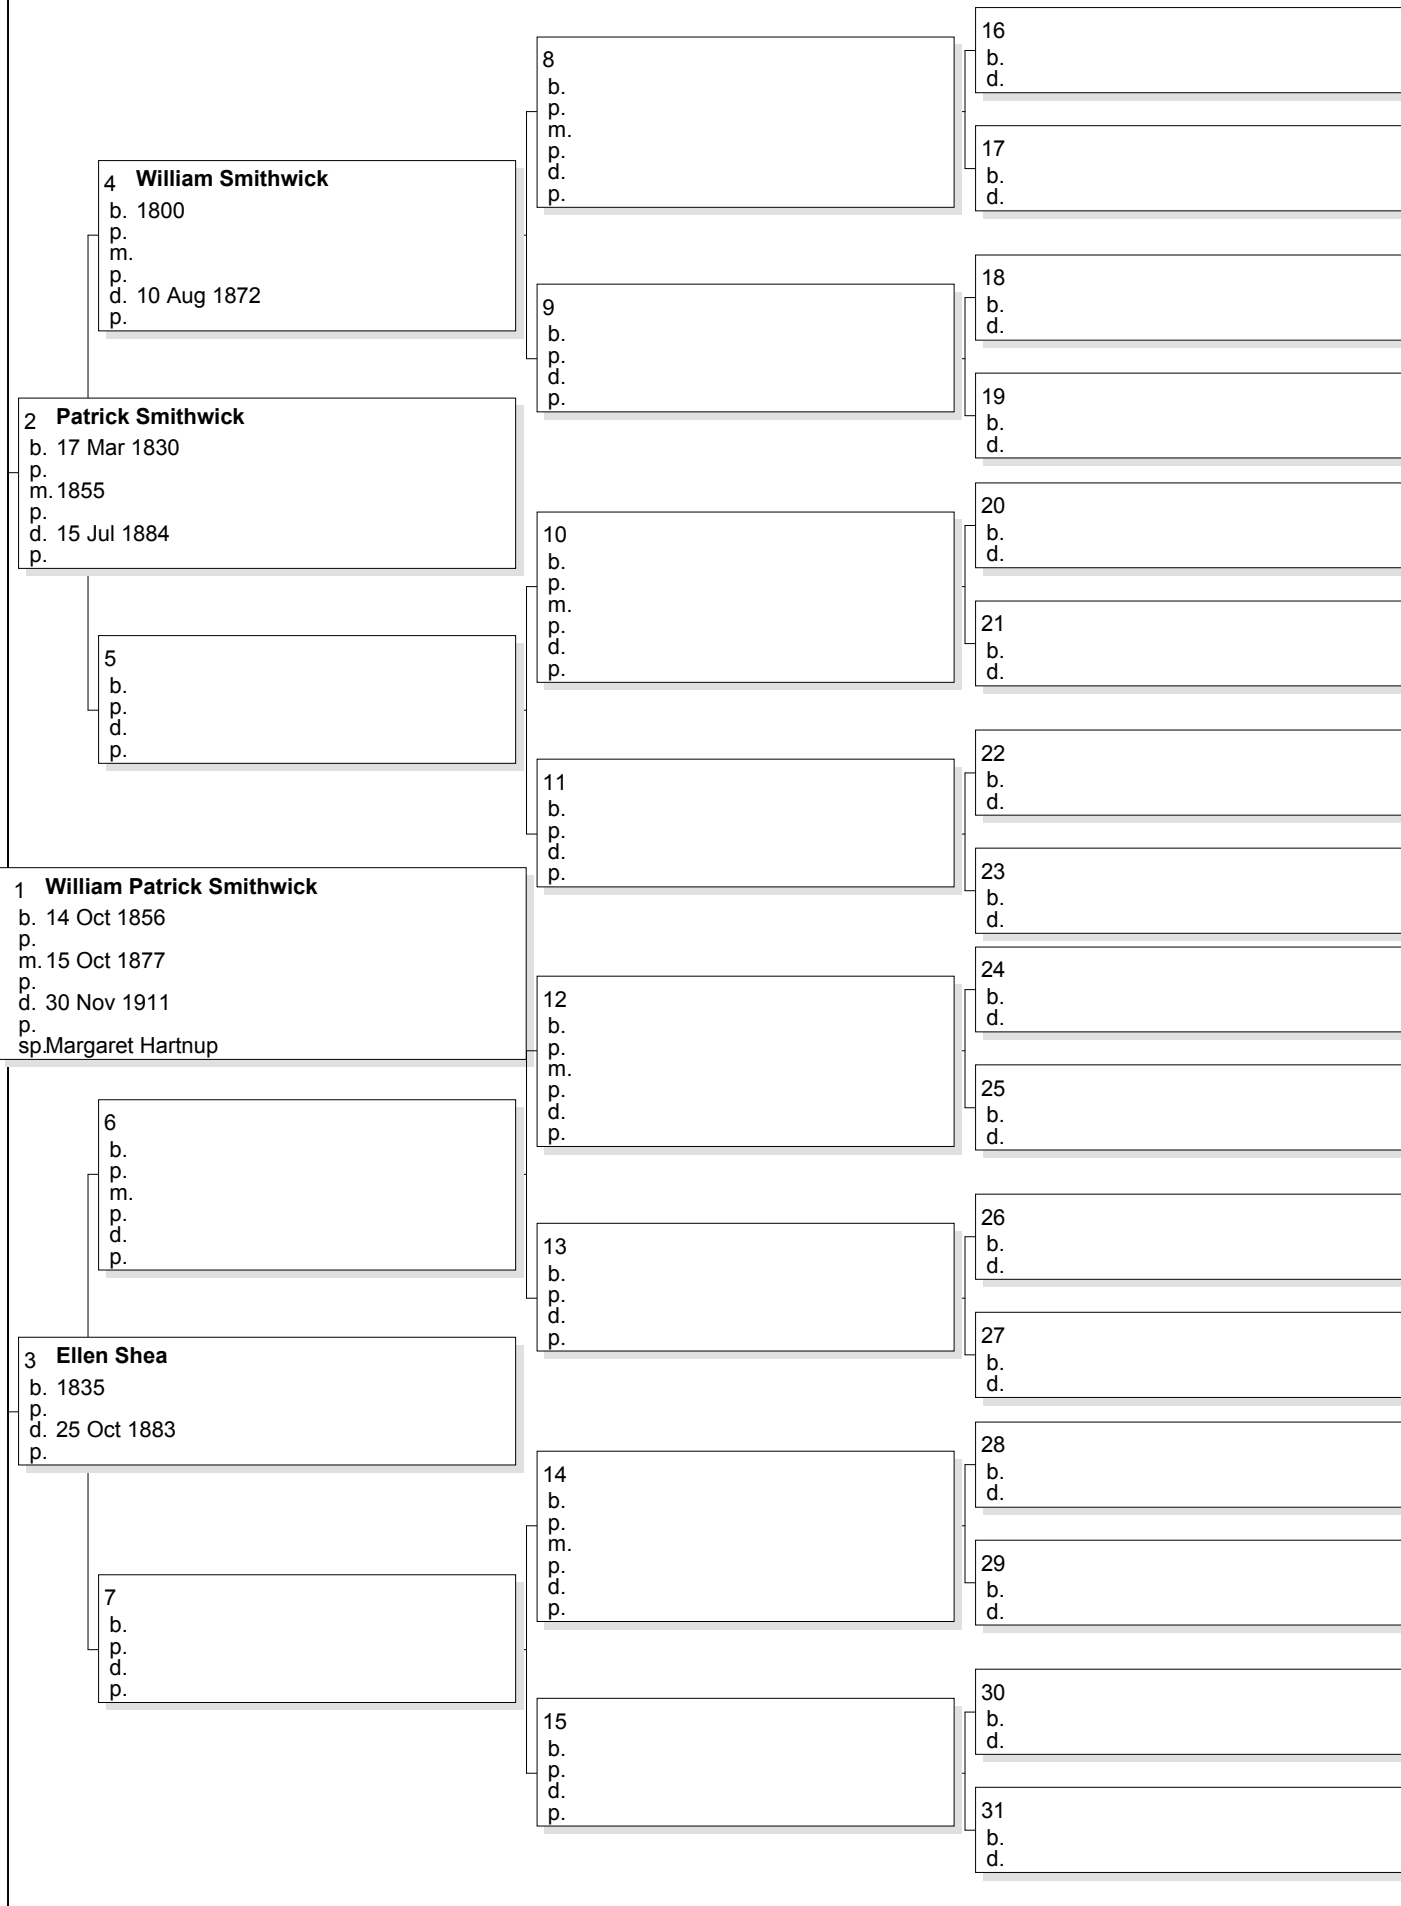 4 William Smithwick
b. 1800
p.
m.
p.
d. 10 Aug 1872
p.
2 Patrick Smithwick
b. 17 Mar 1830
p.
m. 1855
p.
d. 15 Jul 1884
p.
5
b.
p.
d.
p.
1 William Patrick Smithwick
b. 14 Oct 1856
p.
m. 15 Oct 1877
p.
d. 30 Nov 1911
p.
sp.Margaret Hartnup
6
b.
p.
m.
p.
d.
p.
3 Ellen Shea
b. 1835
p.
d. 25 Oct 1883
p.
7
b.
p.
d.
p.
8
b.
p.
m.
p.
d.
p.
9
b.
p.
d.
p.
10
b.
p.
m.
p.
d.
p.
11
b.
p.
d.
p.
12
b.
p.
m.
p.
d.
p.
13
b.
p.
d.
p.
14
b.
p.
m.
p.
d.
p.
15
b.
p.
d.
p.
16
b.
d.
17
b.
d.
18
b.
d.
19
b.
d.
20
b.
d.
21
b.
d.
22
b.
d.
23
b.
d.
24
b.
d.
25
b.
d.
26
b.
d.
27
b.
d.
28
b.
d.
29
b.
d.
30
b.
d.
31
b.
d.